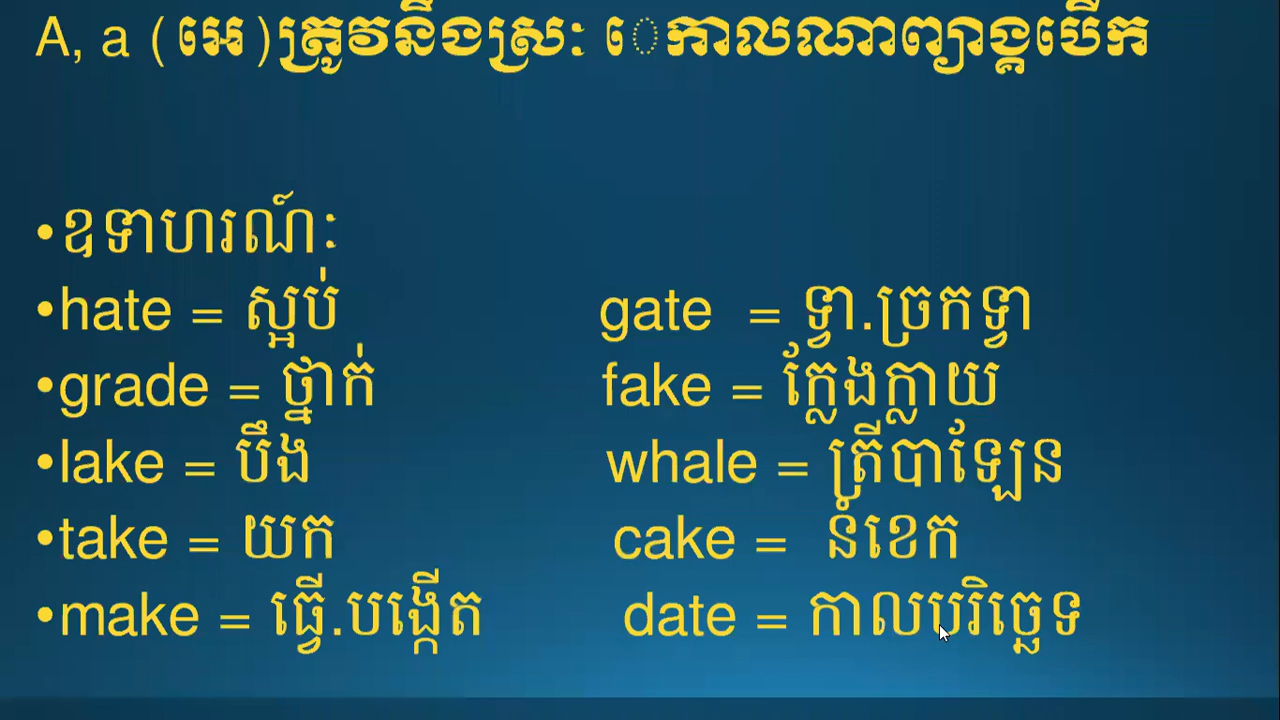 A, a (អេ)ត្រូវនឹងស្រៈ េកាលណាព្យាង្គបើក
•ឧទាហរណ៍ៈ
•hate = ស្អប់ gate = ទ្វា.ច្រកទ្វា
•grade = ថ្នាក់ fake = ក្លែងក្លាយ
•lake = បឹង whale = ត្រីបាឡែន
•take = យក cake = នំខេក
•make = ធ្វើ.បង្កើត date = កាលបរិច្ឆេទ